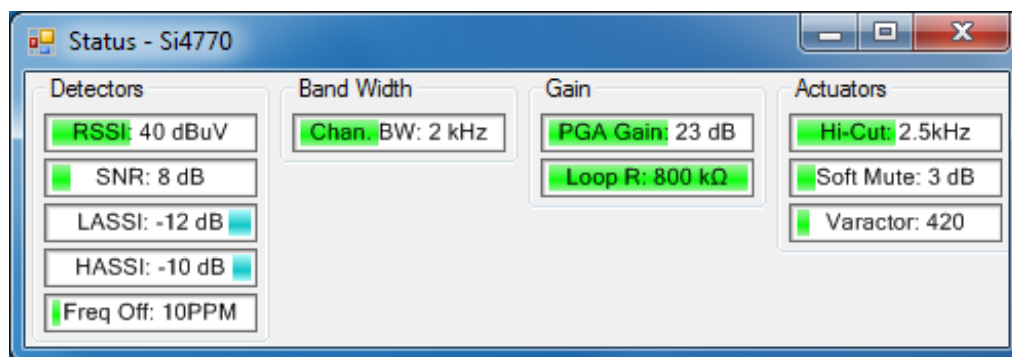 Status - Si4770
Detectors
RSSI: 40 dBuV
SNR: 8 dB
LASSI: -12 dB
HASSI: -10 dB
Freq Off: 10PPM
Band Width
Chan. BW: 2 kHz
Gain
PGA Gain: 23 dB
Loop R: 800 kΩ
Actuators
Hi-Cut: 2.5kHz
Soft Mute: 3 dB
Varactor: 420